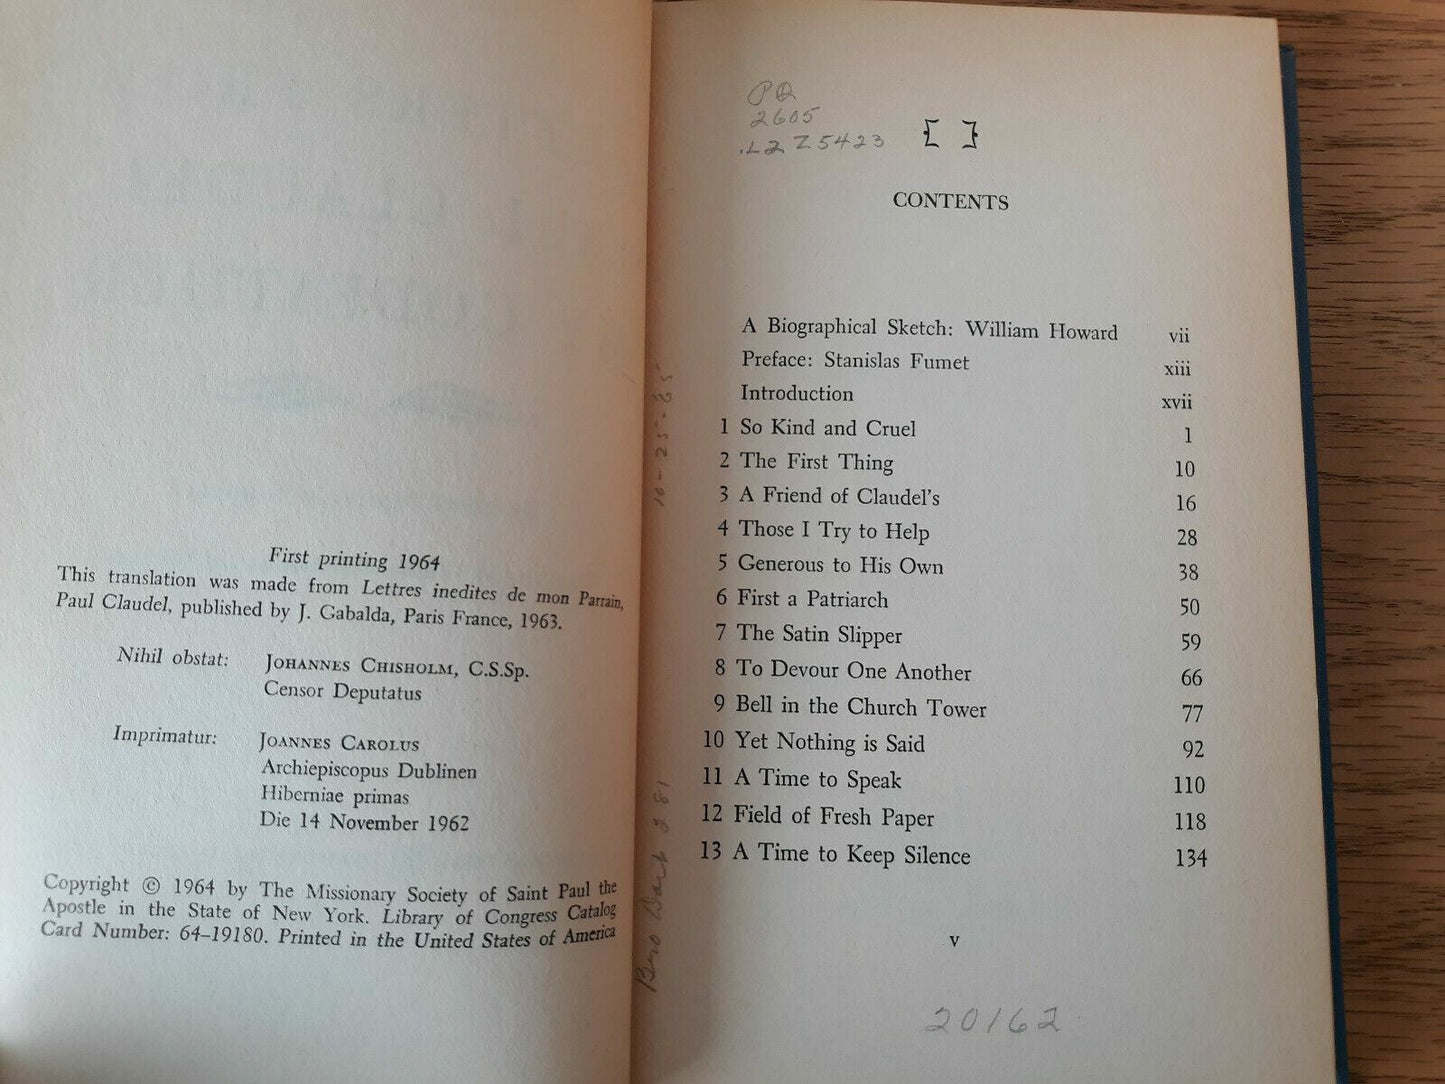 First printing 1964
This translation was made from Lettres inedites de mon Parrain,
Paul Claudel, published by J. Gabalda, Paris France, 1963.
Nihil obstat: JOHANNES CHISHOLM, C.S.Sp.
Censor Deputatus
Imprimatur: JOANNES CAROLUS
Archiepiscopus Dublinen
Hiberniae primas
Die 14 November 1962
Copyright © 1964 by The Missionary Society of Saint Paul the
Apostle in the State of New York. Library of Congress Catalog
Card Number: 64-19180. Printed in the United States of America
10-25-65
281
PQ
2605
.L2 Z5423
[ ]
CONTENTS
A Biographical Sketch: William Howard vii
Preface: Stanislas Fumet xiii
Introduction xvii
1 So Kind and Cruel 1
2 The First Thing 10
3 A Friend of Claudel's 16
4 Those I Try to Help 28
5 Generous to His Own 38
6 First a Patriarch 50
7 The Satin Slipper 59
8 To Devour One Another 66
9 Bell in the Church Tower 77
10 Yet Nothing is Said 92
11 A Time to Speak 110
12 Field of Fresh Paper 118
13 A Time to Keep Silence 134
v
20162